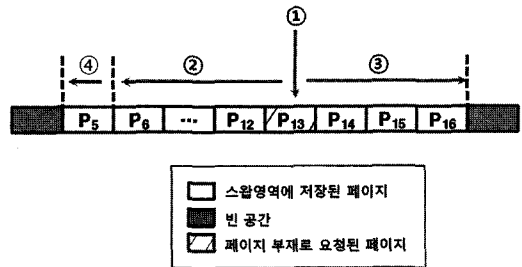 ①
④ ② ③
P5 P6 ... P12 P13 P14 P15 P16
스왑영역에 저장된 페이지
빈 공간
페이지 부재로 요청된 페이지